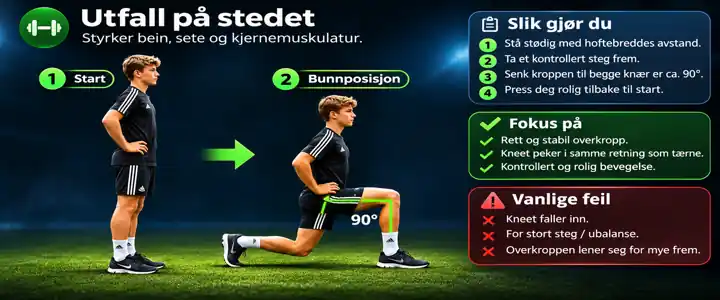 Utfall på stedet
Styrker bein, sete og kjernemuskulatur.
1 Start
2 Bunnposisjon
90°
Slik gjør du
1 Stå stødig med hoftebreddes avstand.
2 Ta et kontrollert steg frem.
3 Senk kroppen til begge knær er ca. 90°.
4 Press deg rolig tilbake til start.
Fokus på
Rett og stabil overkropp.
Kneet peker i samme retning som tærne.
Kontrollert og rolig bevegelse.
Vanlige feil
Kneet faller inn.
For stort steg / ubalanse.
Overkroppen lener seg for mye frem.